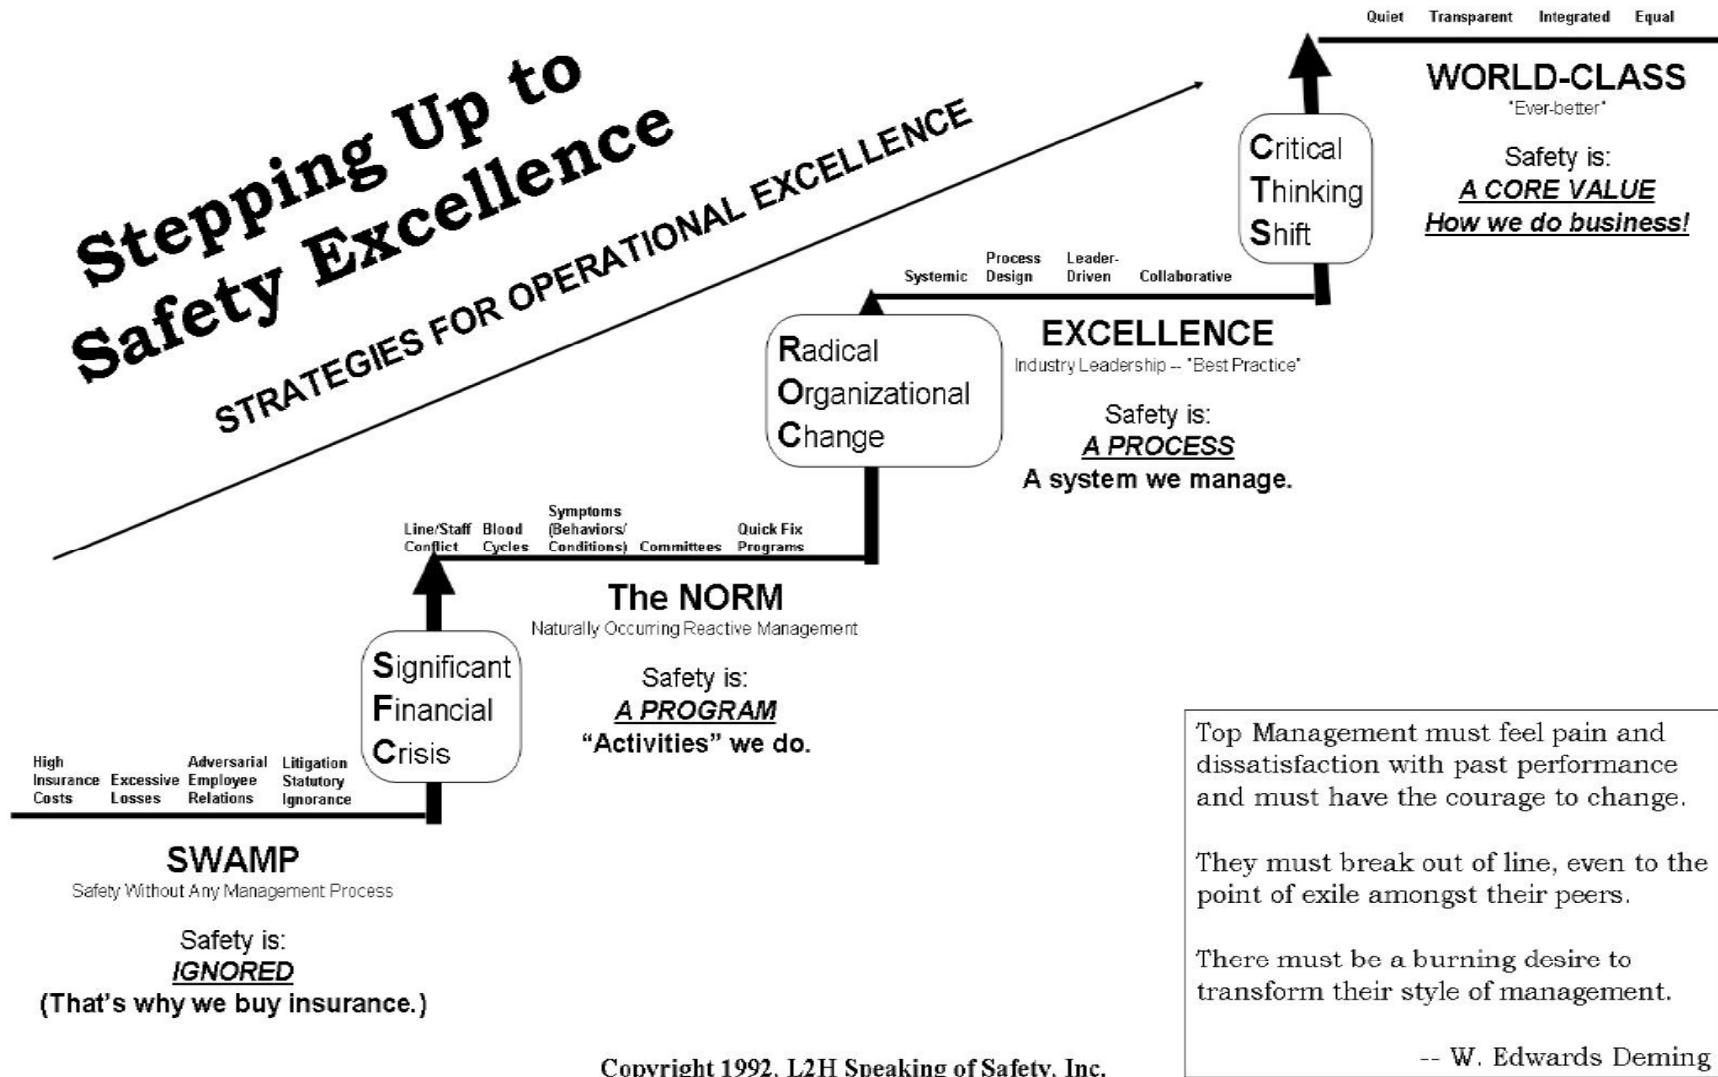 Stepping Up to
Safety Excellence
STRATEGIES FOR OPERATIONAL EXCELLENCE
Quiet Transparent Integrated Equal
WORLD-CLASS
"Ever-better"
Safety is:
A CORE VALUE
How we do business!
Critical
Thinking
Shift
Systemic
Process
Design
Leader-
Driven
Collaborative
EXCELLENCE
Industry Leadership -- "Best Practice"
Safety is:
A PROCESS
A system we manage.
Radical
Organizational
Change
Line/Staff
Conflict
Blood
Cycles
Symptoms
(Behaviors/
Conditions)
Committees
Quick Fix
Programs
The NORM
Naturally Occurring Reactive Management
Safety is:
A PROGRAM
“Activities” we do.
Significant
Financial
Crisis
High
Insurance
Costs
Excessive
Losses
Adversarial
Employee
Relations
Litigation
Statutory
Ignorance
SWAMP
Safety Without Any Management Process
Safety is:
IGNORED
(That's why we buy insurance.)
Top Management must feel pain and
dissatisfaction with past performance
and must have the courage to change.
They must break out of line, even to the
point of exile amongst their peers.
There must be a burning desire to
transform their style of management.
-- W. Edwards Deming
Copyright 1992, L2H Speaking of Safety, Inc.